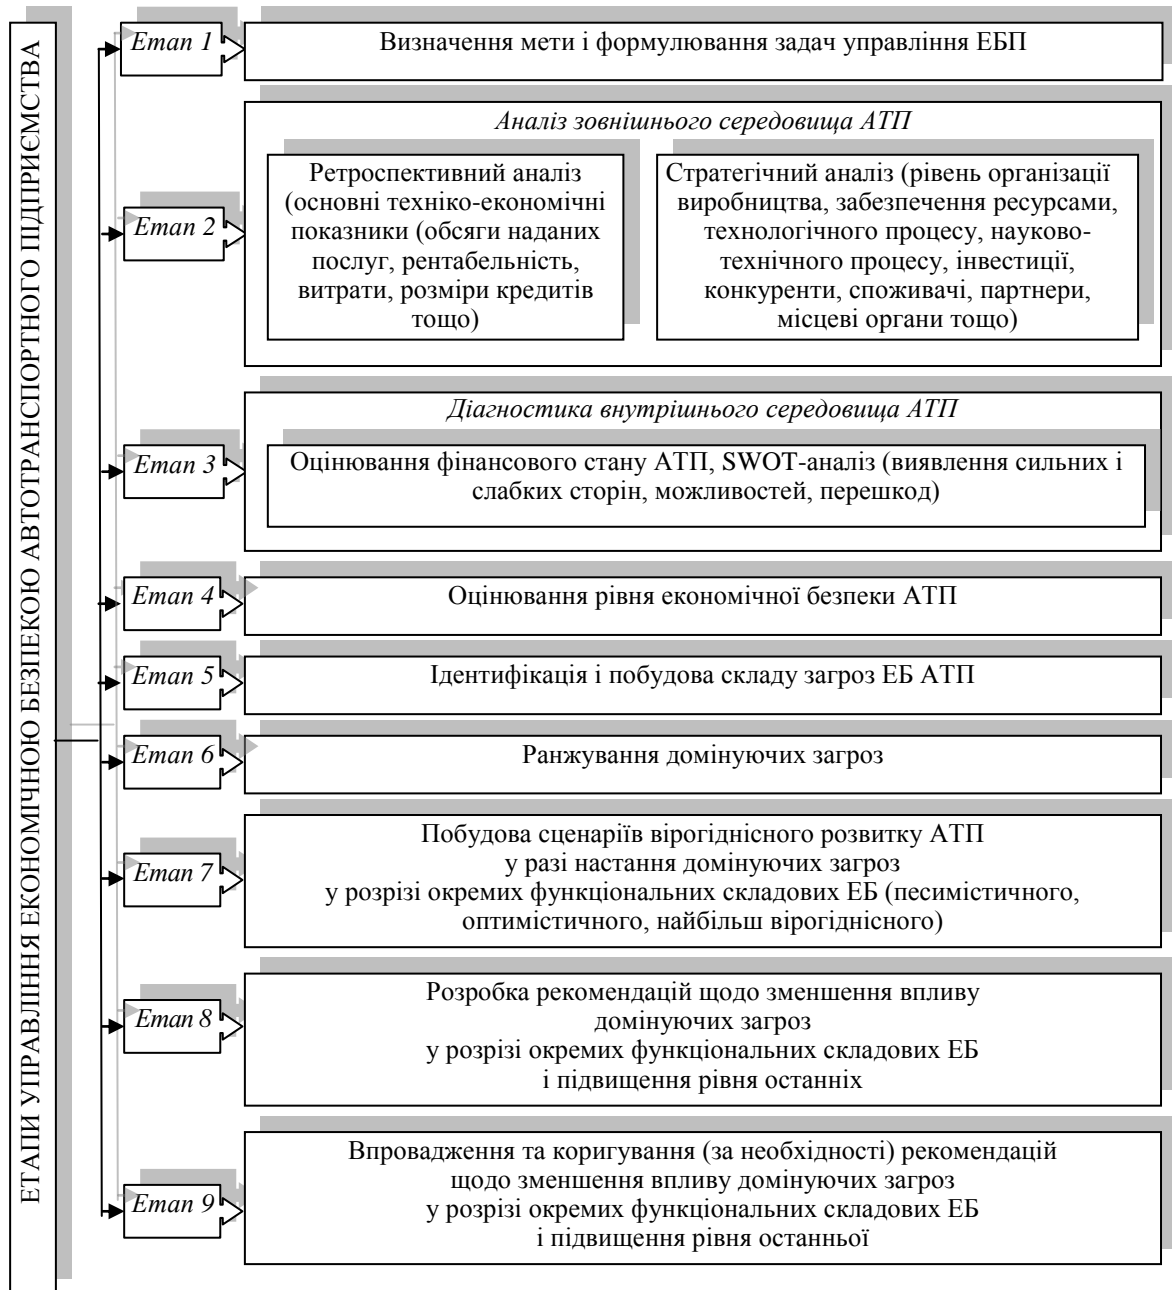 ЕТАПИ УПРАВЛІННЯ ЕКОНОМІЧНОЮ БЕЗПЕКОЮ АВТОТРАНСПОРТНОГО ПІДПРИЄМСТВА
Етап 1
Визначення мети і формулювання задач управління ЕБП
Етап 2
Аналіз зовнішнього середовища АТП
Ретроспективний аналіз
(основні техніко-економічні
показники (обсяги наданих
послуг, рентабельність,
витрати, розміри кредитів
тощо)
Стратегічний аналіз (рівень організації
виробництва, забезпечення ресурсами,
технологічного процесу, науково-
технічного процесу, інвестиції,
конкуренти, споживачі, партнери,
місцеві органи тощо)
Етап 3
Діагностика внутрішнього середовища АТП
Оцінювання фінансового стану АТП, SWOT-аналіз (виявлення сильних і
слабких сторін, можливостей, перешкод)
Етап 4
Оцінювання рівня економічної безпеки АТП
Етап 5
Ідентифікація і побудова складу загроз ЕБ АТП
Етап 6
Ранжування домінуючих загроз
Етап 7
Побудова сценаріїв вірогіднісного розвитку АТП
у разі настання домінуючих загроз
у розрізі окремих функціональних складових ЕБ (песимістичного,
оптимістичного, найбільш вірогіднісного)
Етап 8
Розробка рекомендацій щодо зменшення впливу
домінуючих загроз
у розрізі окремих функціональних складових ЕБ
і підвищення рівня останніх
Етап 9
Впровадження та коригування (за необхідності) рекомендацій
щодо зменшення впливу домінуючих загроз
у розрізі окремих функціональних складових ЕБ
і підвищення рівня останньої